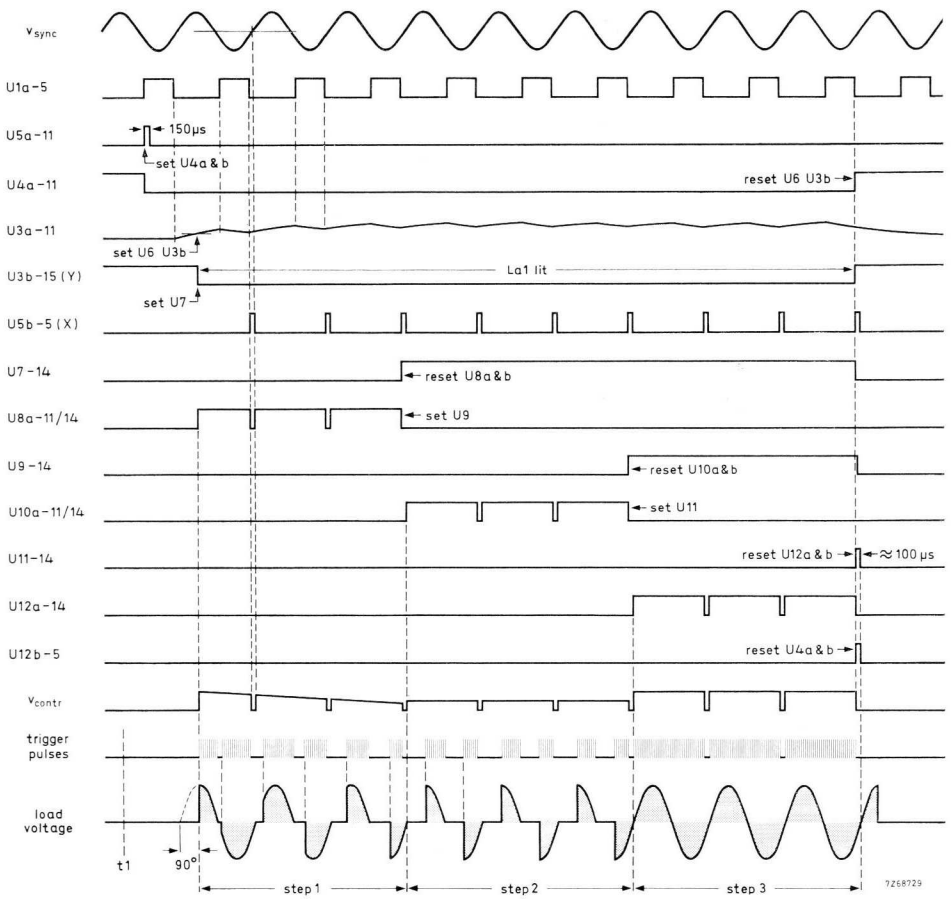 vsync
U1a-5
U5a-11
150µs
set U4a & b
U4a-11
reset U6 U3b
U3a-11
set U6 U3b
U3b-15 (Y)
La1 lit
set U7
U5b-5 (X)
U7-14
reset U8a&b
U8a-11/14
set U9
U9-14
reset U10a&b
U10a-11/14
set U11
U11-14
reset U12a & b
≈ 100 µs
U12a-14
U12b-5
reset U4a&b
vcontr
trigger
pulses
load
voltage
t1
90°
step 1
step 2
step 3
7Z68729